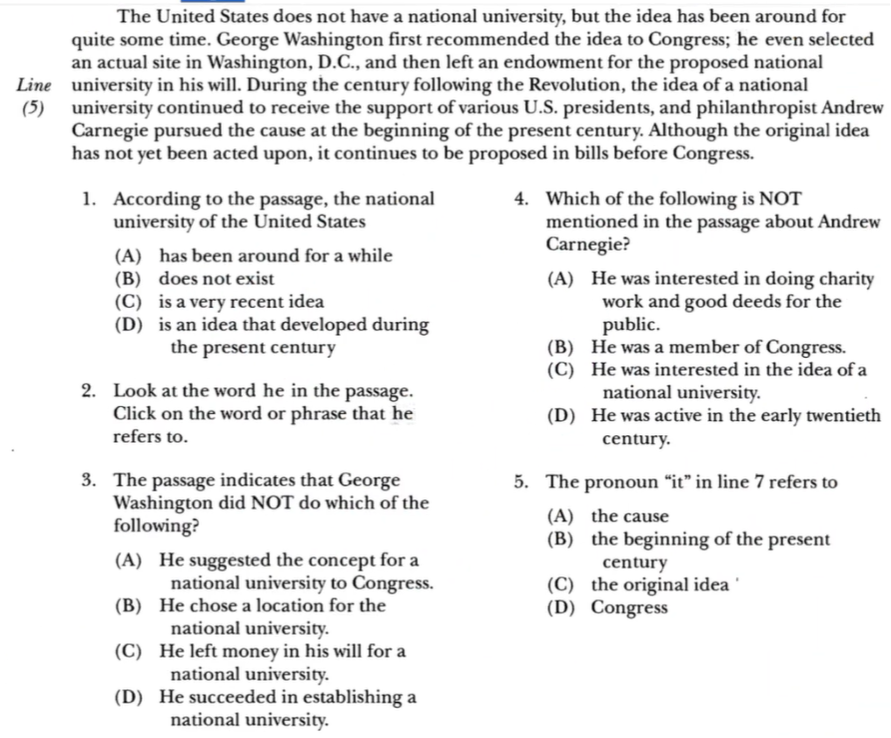 The United States does not have a national university, but the idea has been around for
quite some time. George Washington first recommended the idea to Congress; he even selected
an actual site in Washington, D.C., and then left an endowment for the proposed national
Line university in his will. During the century following the Revolution, the idea of a national
(5) university continued to receive the support of various U.S. presidents, and philanthropist Andrew
Carnegie pursued the cause at the beginning of the present century. Although the original idea
has not yet been acted upon, it continues to be proposed in bills before Congress.
1. According to the passage, the national
university of the United States
(A) has been around for a while
(B) does not exist
(C) is a very recent idea
(D) is an idea that developed during
the present century
2. Look at the word he in the passage.
Click on the word or phrase that he
refers to.
3. The passage indicates that George
Washington did NOT do which of the
following?
(A) He suggested the concept for a
national university to Congress.
(B) He chose a location for the
national university.
(C) He left money in his will for a
national university.
(D) He succeeded in establishing a
national university.
4. Which of the following is NOT
mentioned in the passage about Andrew
Carnegie?
(A) He was interested in doing charity
work and good deeds for the
public.
(B) He was a member of Congress.
(C) He was interested in the idea of a
national university.
(D) He was active in the early twentieth
century.
5. The pronoun “it” in line 7 refers to
(A) the cause
(B) the beginning of the present
century
(C) the original idea
(D) Congress